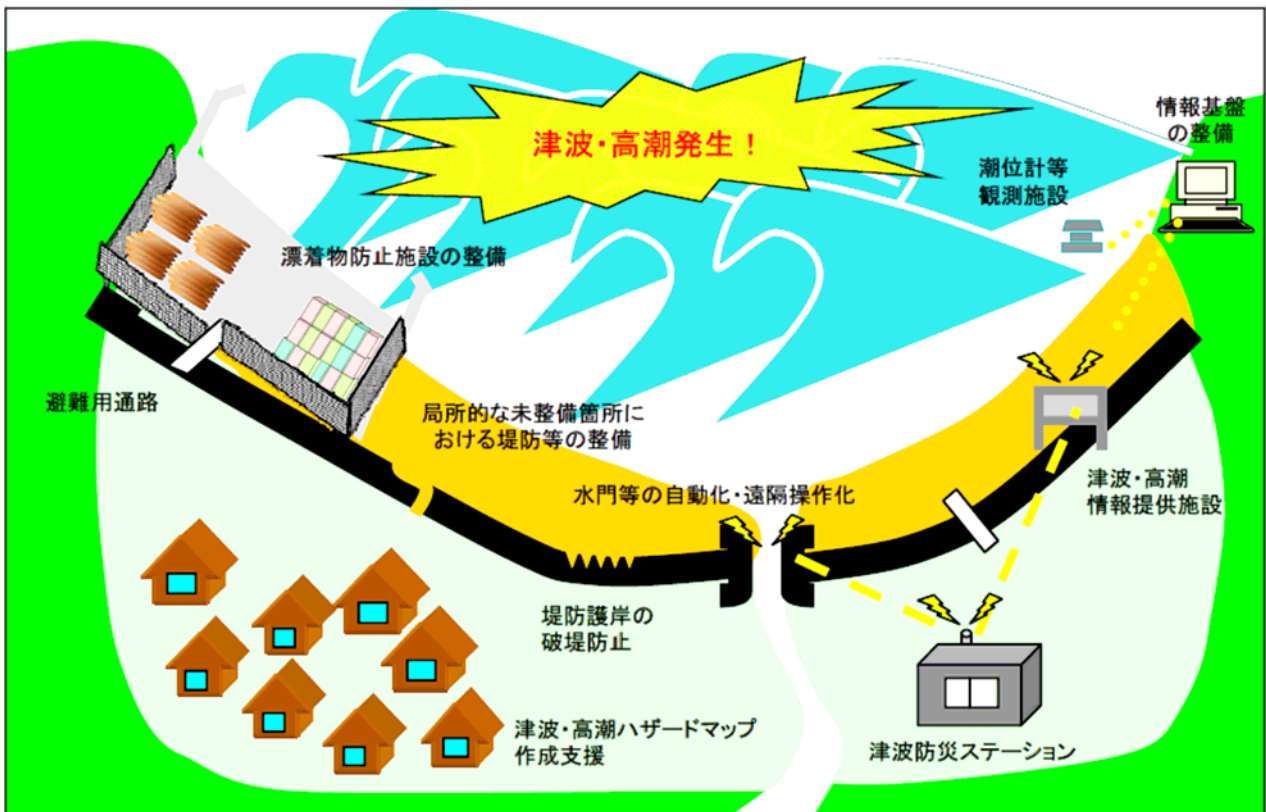 津波・高潮発生！
情報基盤
の整備
潮位計等
観測施設
漂着物防止施設の整備
避難用通路
局所的な未整備箇所に
おける堤防等の整備
水門等の自動化・遠隔操作化
津波・高潮
情報提供施設
堤防護岸の
破堤防止
津波・高潮ハザードマップ
作成支援
津波防災ステーション